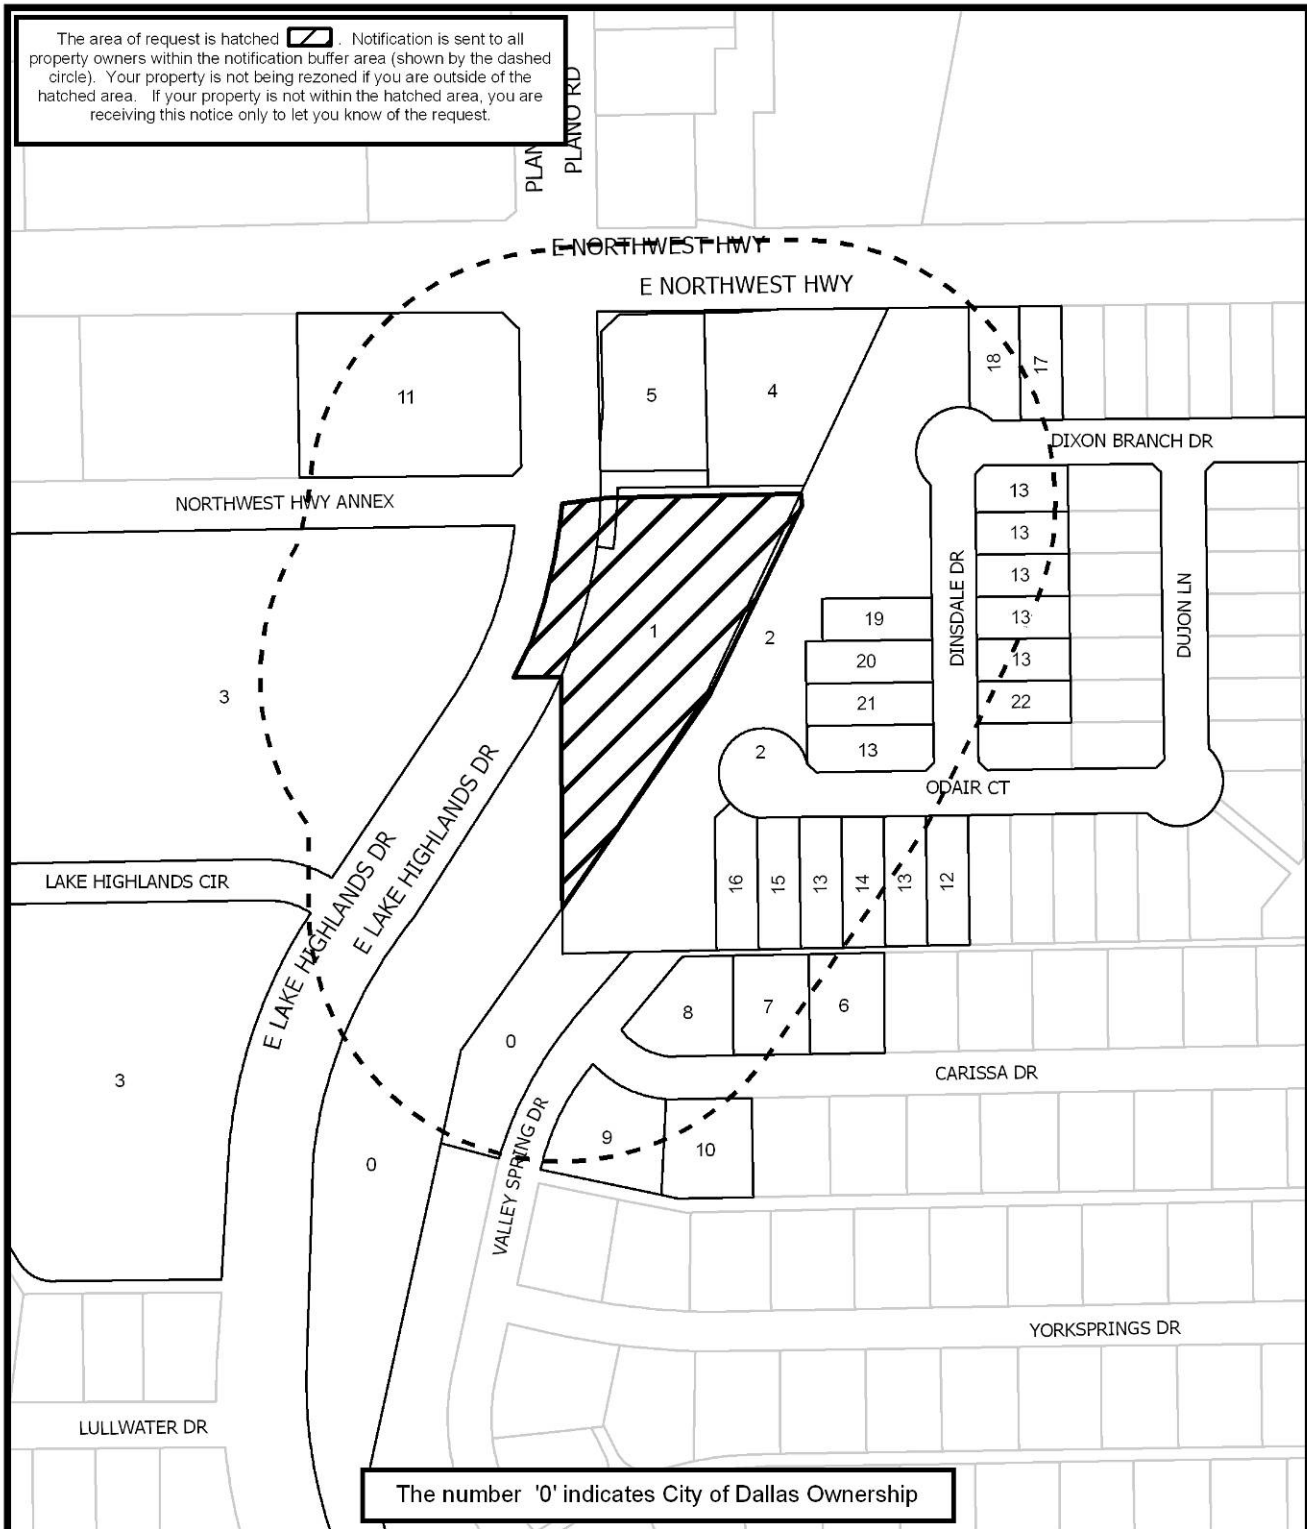 The area of request is hatched . Notification is sent to all
property owners within the notification buffer area (shown by the dashed
circle). Your property is not being rezoned if you are outside of the
hatched area. If your property is not within the hatched area, you are
receiving this notice only to let you know of the request.
PLANO RD
E NORTHWEST HWY
E NORTHWEST HWY
18
17
11
5
4
DIXON BRANCH DR
NORTHWEST HWY ANNEX
13
13
DINSDALE DR
13
DUJON LN
19
13
1
2
20
13
3
21
22
2
13
ODAIR CT
E LAKE HIGHLANDS DR
E LAKE HIGHLANDS DR
LAKE HIGHLANDS CIR
16
15
13
14
13
12
8
7
6
0
3
CARISSA DR
9
10
0
VALLEY SPRING DR
YORKSPRINGS DR
LULLWATER DR
The number '0' indicates City of Dallas Ownership